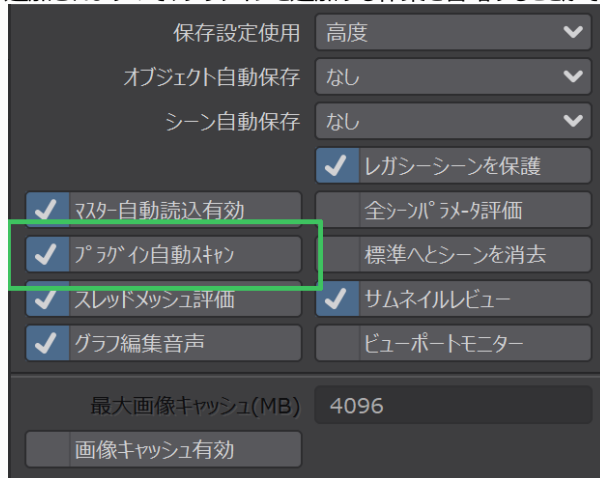 保存設定使用 高度
オブジェクト自動保存 なし
シーン自動保存 なし
レガシーシーンを保護
マスター自動読込有効 全シーンパラメータ評価
プラグイン自動スキャン 標準へとシーンを消去
スレッドメッシュ評価 サムネイルレビュー
グラフ編集音声 ビューポートモニター
最大画像キャッシュ(MB) 4096
画像キャッシュ有効